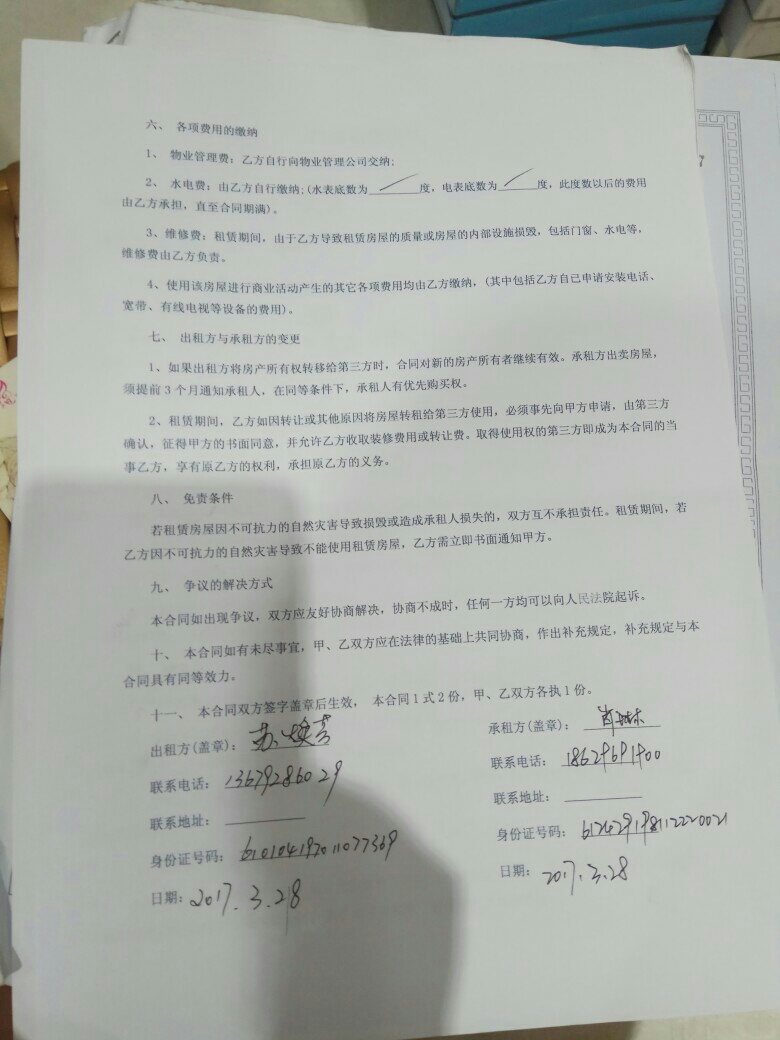 六、 各项费用的缴纳
1、 物业管理费：乙方自行向物业管理公司交纳;
2、 水电费：由乙方自行缴纳;(水表底数为 度，电表底数为 度，此度数以后的费用
由乙方承担，直至合同期满)。
3、维修费：租赁期间，由于乙方导致租赁房屋的质量或房屋的内部设施损毁，包括门窗、水电等，
维修费由乙方负责。
4、使用该房屋进行商业活动产生的其它各项费用均由乙方缴纳，(其中包括乙方自已申请安装电话、
宽带、有线电视等设备的费用)。
七、 出租方与承租方的变更
1、如果出租方将房产所有权转移给第三方时，合同对新的房产所有者继续有效。承租方出卖房屋，
须提前3个月通知承租人，在同等条件下，承租人有优先购买权。
2、租赁期间，乙方如因转让或其他原因将房屋转租给第三方使用，必须事先向甲方申请，由第三方
确认，征得甲方的书面同意，并允许乙方收取装修费用或转让费。取得使用权的第三方即成为本合同的当
事乙方，享有原乙方的权利，承担原乙方的义务。
八、 免责条件
若租赁房屋因不可抗力的自然灾害导致损毁或造成承租人损失的，双方互不承担责任。租赁期间，若
乙方因不可抗力的自然灾害导致不能使用租赁房屋，乙方需立即书面通知甲方。
九、 争议的解决方式
本合同如出现争议，双方应友好协商解决，协商不成时，任何一方均可以向人民法院起诉。
十、 本合同如有未尽事宜，甲、乙双方应在法律的基础上共同协商，作出补充规定，补充规定与本
合同具有同等效力。
十一、 本合同双方签字盖章后生效， 本合同1式2份，甲、乙双方各执1份。
出租方(盖章)： 苏焕芳
承租方(盖章)：
联系电话： 13679286029
联系电话： 18629691900
联系地址：
联系地址：
身份证号码： 610104197011077369
身份证号码： 612429198112220021
日期： 2017.3.28
日期： 2017.3.28
7